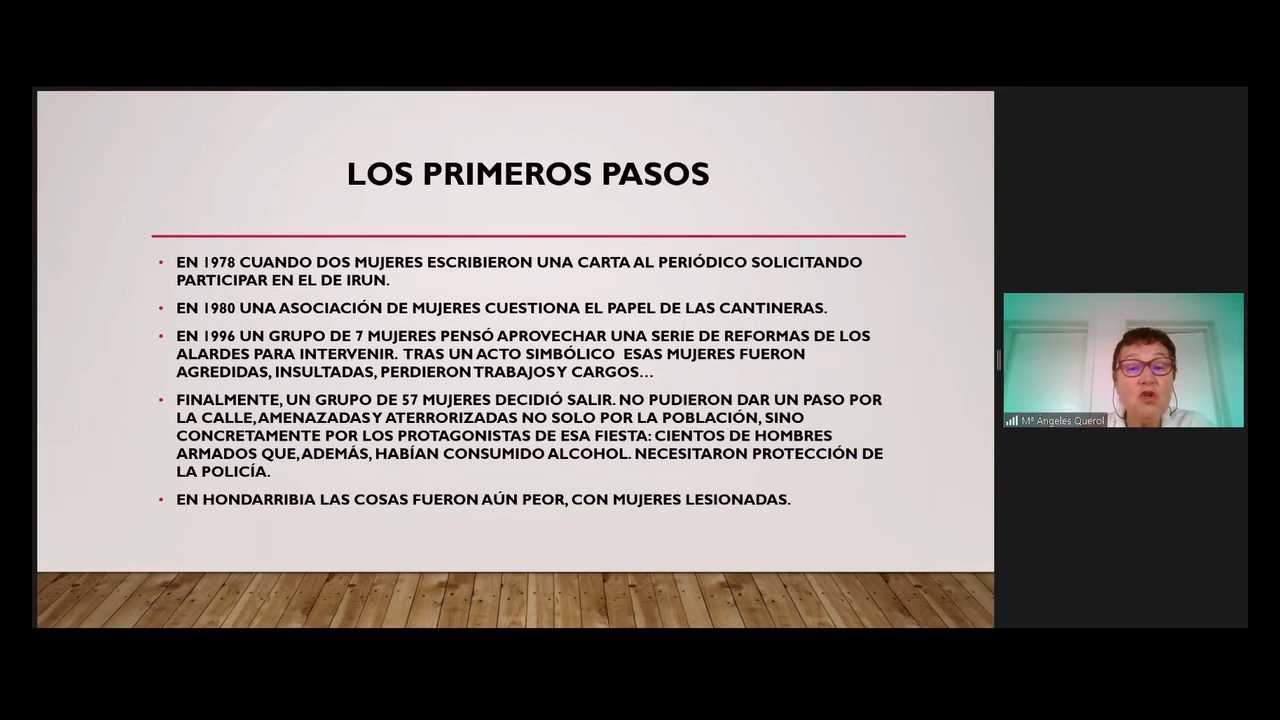 LOS PRIMEROS PASOS
• EN 1978 CUANDO DOS MUJERES ESCRIBIERON UNA CARTA AL PERIÓDICO SOLICITANDO
PARTICIPAR EN EL DE IRUN.
• EN 1980 UNA ASOCIACIÓN DE MUJERES CUESTIONA EL PAPEL DE LAS CANTINERAS.
• EN 1996 UN GRUPO DE 7 MUJERES PENSÓ APROVECHAR UNA SERIE DE REFORMAS DE LOS
ALARDES PARA INTERVENIR. TRAS UN ACTO SIMBÓLICO ESAS MUJERES FUERON
AGREDIDAS, INSULTADAS, PERDIERON TRABAJOS Y CARGOS...
• FINALMENTE, UN GRUPO DE 57 MUJERES DECIDIÓ SALIR. NO PUDIERON DAR UN PASO POR
LA CALLE, AMENAZADAS Y ATERRORIZADAS NO SOLO POR LA POBLACIÓN, SINO
CONCRETAMENTE POR LOS PROTAGONISTAS DE ESA FIESTA: CIENTOS DE HOMBRES
ARMADOS QUE, ADEMÁS, HABÍAN CONSUMIDO ALCOHOL. NECESITARON PROTECCIÓN DE
LA POLICÍA.
• EN HONDARRIBIA LAS COSAS FUERON AÚN PEOR, CON MUJERES LESIONADAS.
Mª Ángeles Querol